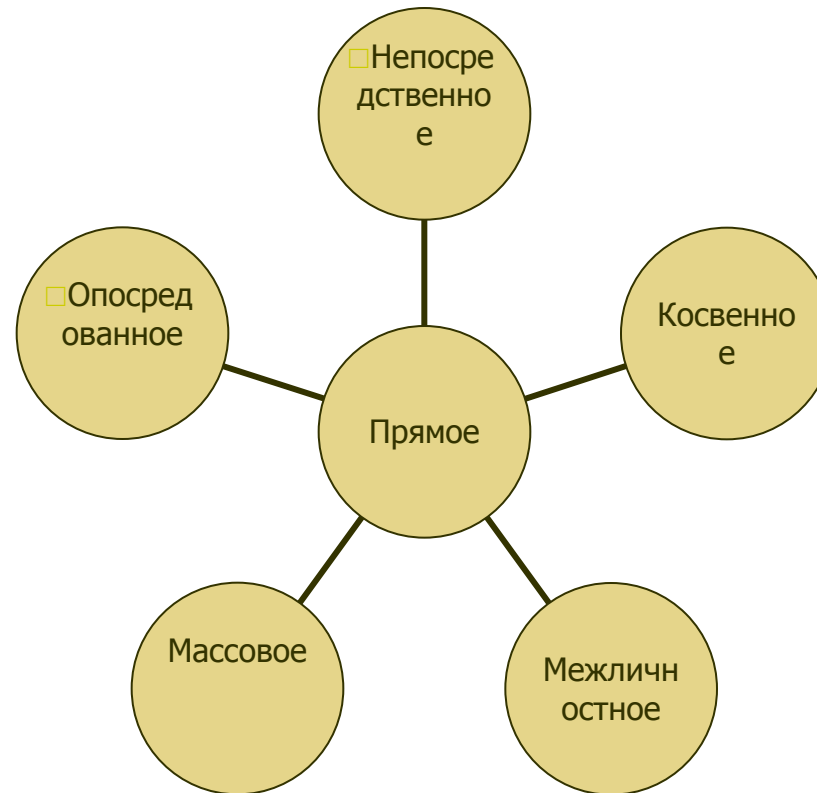 □Непосре
дственно
е
□Опосред
ованное
Косвенно
е
Прямое
Массовое
Межличн
остное